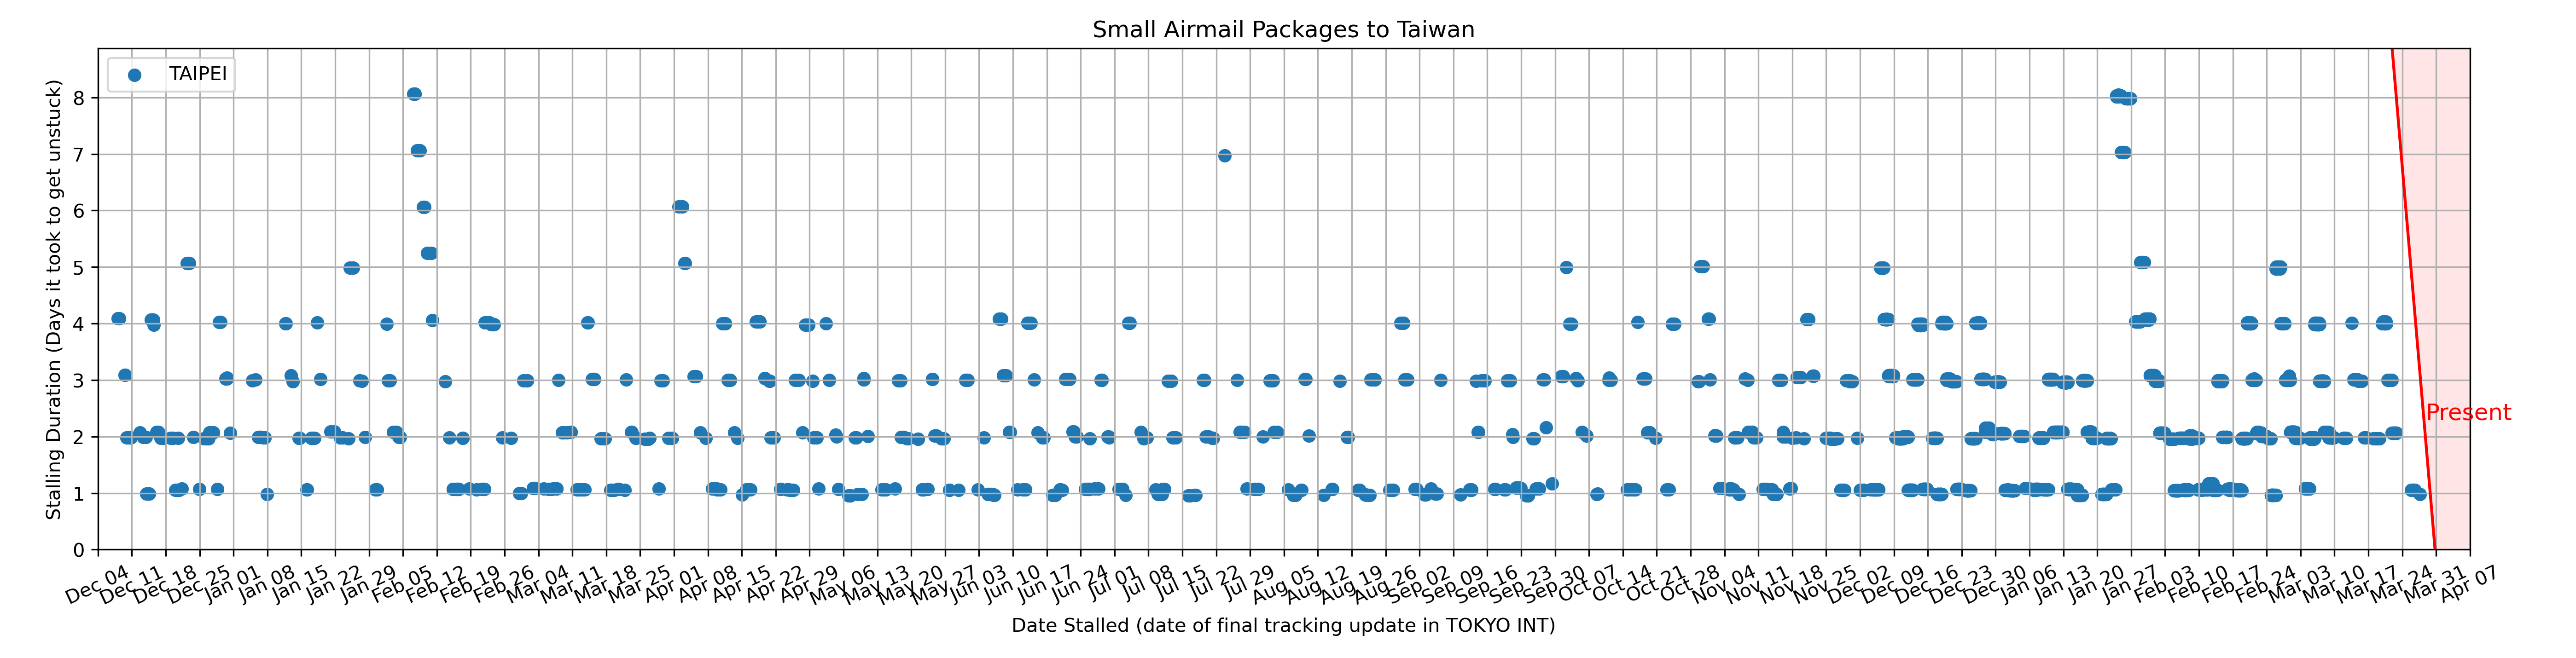 Small Airmail Packages to Taiwan
TAIPEI
Stalling Duration (Days it took to get unstuck)
8
7
6
5
4
3
2
1
0
Present
Dec 04
Dec 11
Dec 18
Dec 25
Jan 01
Jan 08
Jan 15
Jan 22
Jan 29
Feb 05
Feb 12
Feb 19
Feb 26
Mar 04
Mar 11
Mar 18
Mar 25
Apr 01
Apr 08
Apr 15
Apr 22
Apr 29
May 06
May 13
May 20
May 27
Jun 03
Jun 10
Jun 17
Jun 24
Jul 01
Jul 08
Jul 15
Jul 22
Jul 29
Aug 05
Aug 12
Aug 19
Aug 26
Sep 02
Sep 09
Sep 16
Sep 23
Sep 30
Oct 07
Oct 14
Oct 21
Oct 28
Nov 04
Nov 11
Nov 18
Nov 25
Dec 02
Dec 09
Dec 16
Dec 23
Dec 30
Jan 06
Jan 13
Jan 20
Jan 27
Feb 03
Feb 10
Feb 17
Feb 24
Mar 03
Mar 10
Mar 17
Mar 24
Mar 31
Apr 07
Date Stalled (date of final tracking update in TOKYO INT)